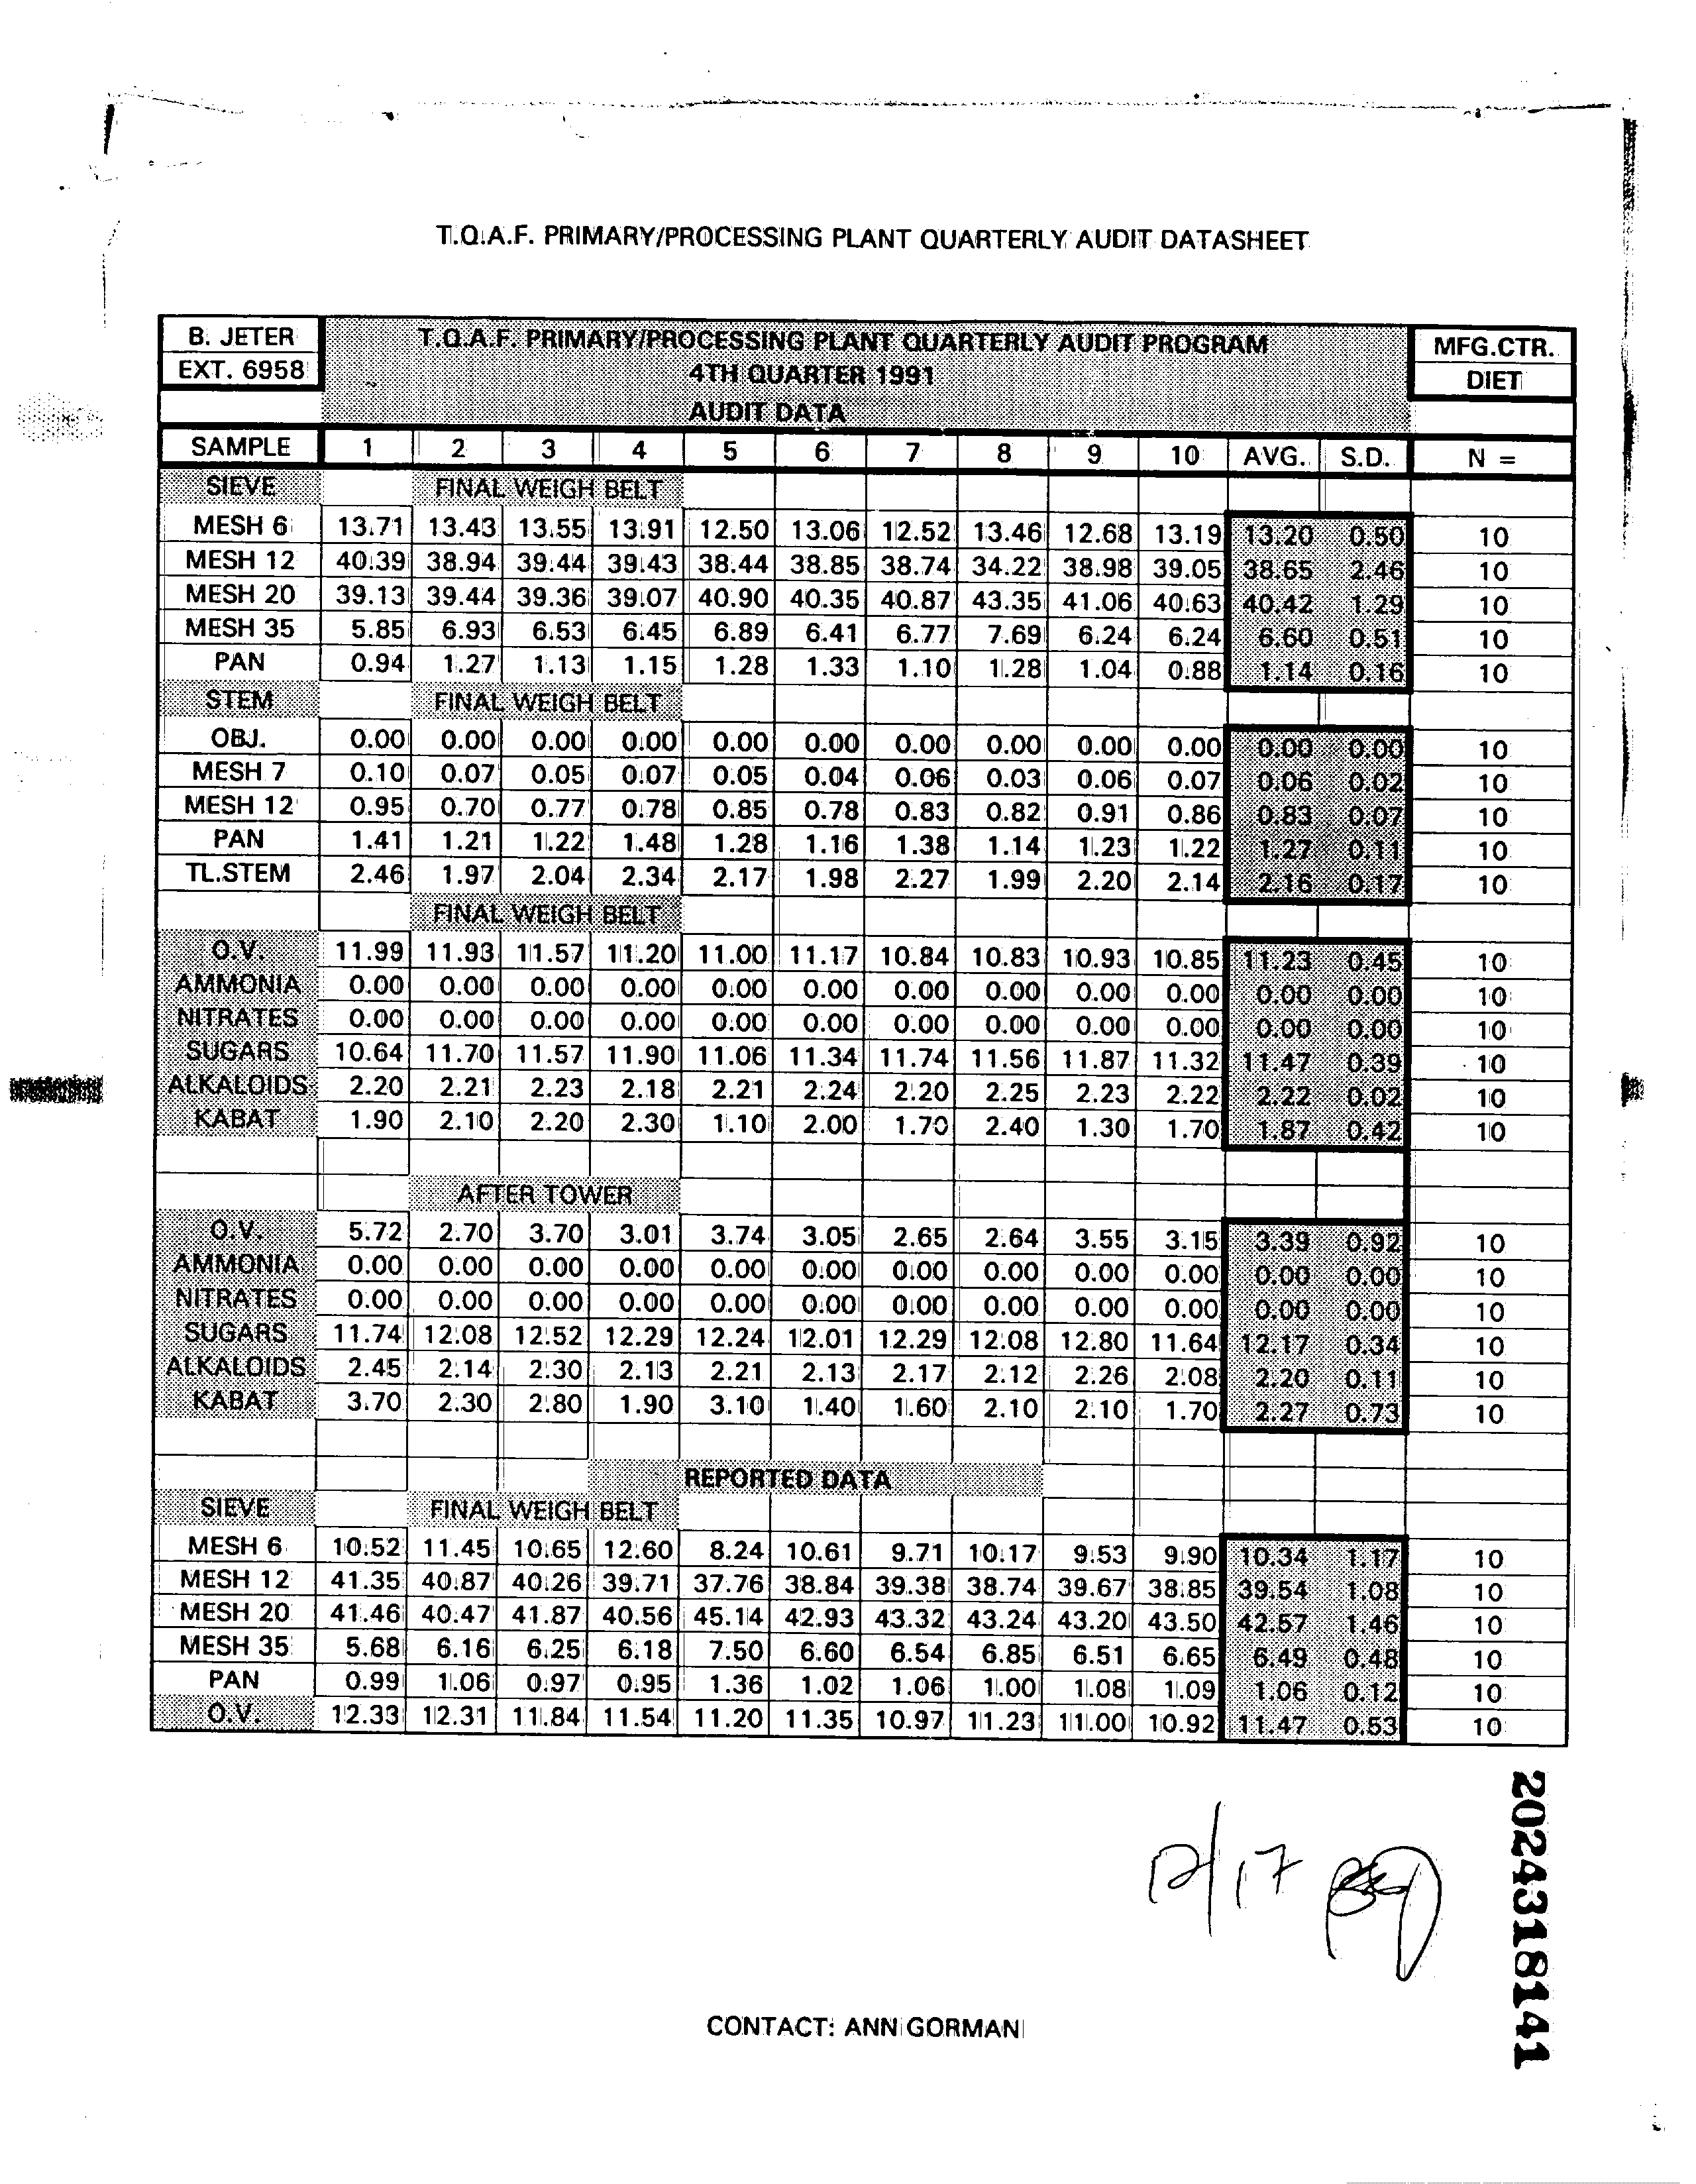 T.Q.A.F. PRIMARY/PROCESSING PLANT QUARTERLY AUDIT DATASHEET
B. JETER T.Q.A.F. PRIMARY/PROCESSING PLANT QUARTERLY AUDIT PROGRAM MFG.CTR.
EXT. 6958 4TH QUARTER 1991 DIET
AUDIT DATA
SAMPLE 1 2 3 4 5 6 7 8 9 10 AVG. S.D. N =
SIEVE FINAL WEIGH BELT
MESH 6 13.71 13.43 13.55 13.91 12.50 13.06 12.52 13.46 12.68 13.19 13.20 0.50 10
MESH 12 40.39 38.94 39.44 39.43 38.44 38.85 38.74 34.22 38.98 39.05 38.65 2.46 10
MESH 20 39.13 39.44 39.36 39.07 40.90 40.35 40.87 43.35 41.06 40.63 40.42 1.29 10
MESH 35 5.85 6.93 6.53 6.45 6.89 6.41 6.77 7.69 6.24 6.24 6.60 0.51 10
PAN 0.94 1.27 1.13 1.15 1.28 1.33 1.10 1.28 1.04 0.88 1.14 0.16 10
STEM FINAL WEIGH BELT
OBJ. 0.00 0.00 0.00 0.00 0.00 0.00 0.00 0.00 0.00 0.00 0.00 0.00 10
MESH 7 0.10 0.07 0.05 0.07 0.05 0.04 0.06 0.03 0.06 0.07 0.06 0.02 10
MESH 12 0.95 0.70 0.77 0.78 0.85 0.78 0.83 0.82 0.91 0.86 0.83 0.07 10
PAN 1.41 1.21 1.22 1.48 1.28 1.16 1.38 1.14 1.23 1.22 1.27 0.11 10
TL.STEM 2.46 1.97 2.04 2.34 2.17 1.98 2.27 1.99 2.20 2.14 2.16 0.17 10
FINAL WEIGH BELT
O.V. 11.99 11.93 11.57 11.20 11.00 11.17 10.84 10.83 10.93 10.85 11.23 0.45 10
AMMONIA 0.00 0.00 0.00 0.00 0.00 0.00 0.00 0.00 0.00 0.00 0.00 0.00 10
NITRATES 0.00 0.00 0.00 0.00 0.00 0.00 0.00 0.00 0.00 0.00 0.00 0.00 10
SUGARS 10.64 11.70 11.57 11.90 11.06 11.34 11.74 11.56 11.87 11.32 11.47 0.39 10
ALKALOIDS 2.20 2.21 2.23 2.18 2.21 2.24 2.20 2.25 2.23 2.22 2.22 0.02 10
KABAT 1.90 2.10 2.20 2.30 1.10 2.00 1.70 2.40 1.30 1.70 1.87 0.42 10
AFTER TOWER
O.V. 5.72 2.70 3.70 3.01 3.74 3.05 2.65 2.64 3.55 3.15 3.39 0.92 10
AMMONIA 0.00 0.00 0.00 0.00 0.00 0.00 0.00 0.00 0.00 0.00 0.00 0.00 10
NITRATES 0.00 0.00 0.00 0.00 0.00 0.00 0.00 0.00 0.00 0.00 0.00 0.00 10
SUGARS 11.74 12.08 12.52 12.29 12.24 12.01 12.29 12.08 12.80 11.64 12.17 0.34 10
ALKALOIDS 2.45 2.14 2.30 2.13 2.21 2.13 2.17 2.12 2.26 2.08 2.20 0.11 10
KABAT 3.70 2.30 2.80 1.90 3.10 1.40 1.60 2.10 2.10 1.70 2.27 0.73 10
REPORTED DATA
SIEVE FINAL WEIGH BELT
MESH 6 10.52 11.45 10.65 12.60 8.24 10.61 9.71 10.17 9.53 9.90 10.34 1.17 10
MESH 12 41.35 40.87 40.26 39.71 37.76 38.84 39.38 38.74 39.67 38.85 39.54 1.08 10
MESH 20 41.46 40.47 41.87 40.56 45.14 42.93 43.32 43.24 43.20 43.50 42.57 1.46 10
MESH 35 5.68 6.16 6.25 6.18 7.50 6.60 6.54 6.85 6.51 6.65 6.49 0.48 10
PAN 0.99 1.06 0.97 0.95 1.36 1.02 1.06 1.00 1.08 1.09 1.06 0.12 10
O.V. 12.33 12.31 11.84 11.54 11.20 11.35 10.97 11.23 11.00 10.92 11.47 0.53 10
12/17
2024318141
CONTACT: ANN GORMAN